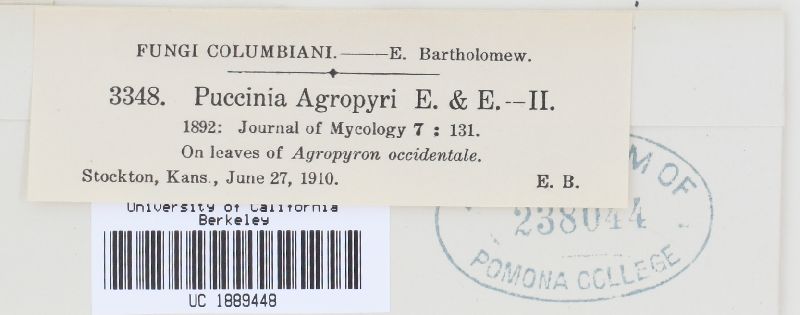 FUNGI COLUMBIANI.——E. Bartholomew.
3348. Puccinia Agropyri E. & E.--II.
1892: Journal of Mycology 7 : 131.
On leaves of Agropyron occidentale.
Stockton, Kans., June 27, 1910. E. B.
University of California
Berkeley
UC 1889448
M OF
238044
POMONA COLLEGE